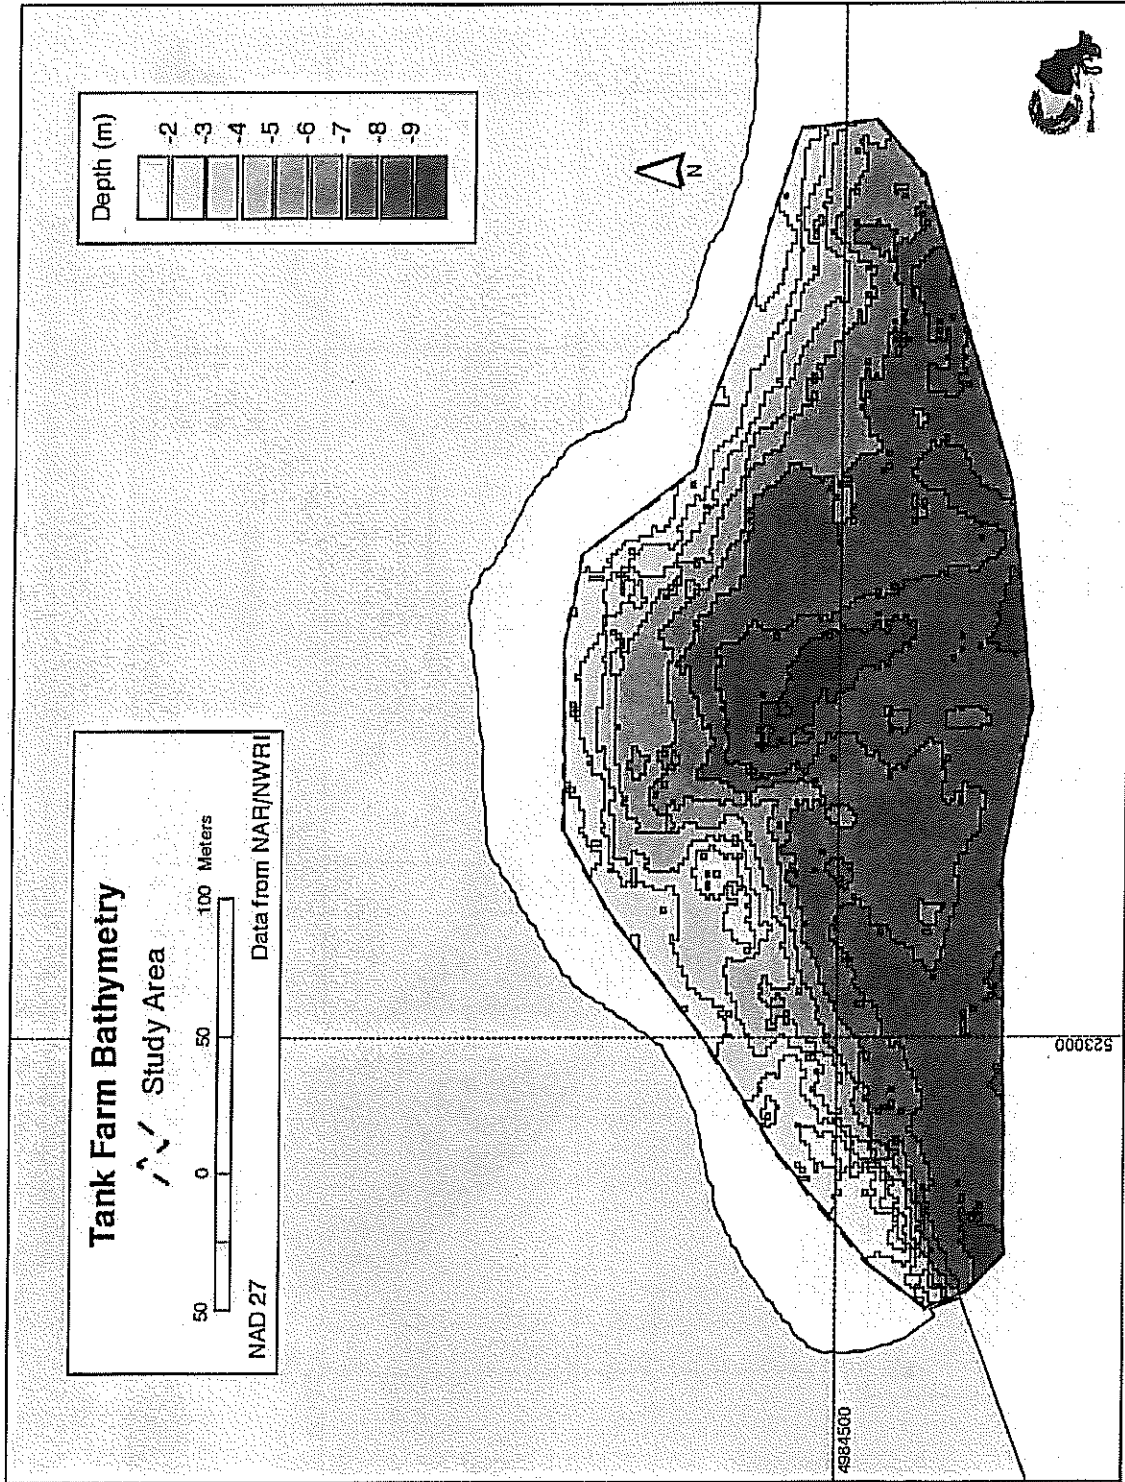 Tank Farm Bathymetry
Study Area
50 0 50 100 Meters
NAD 27 Data from NAR/NWRI
Depth (m)
-2
-3
-4
-5
-6
-7
-8
-9
N
4984500
523000